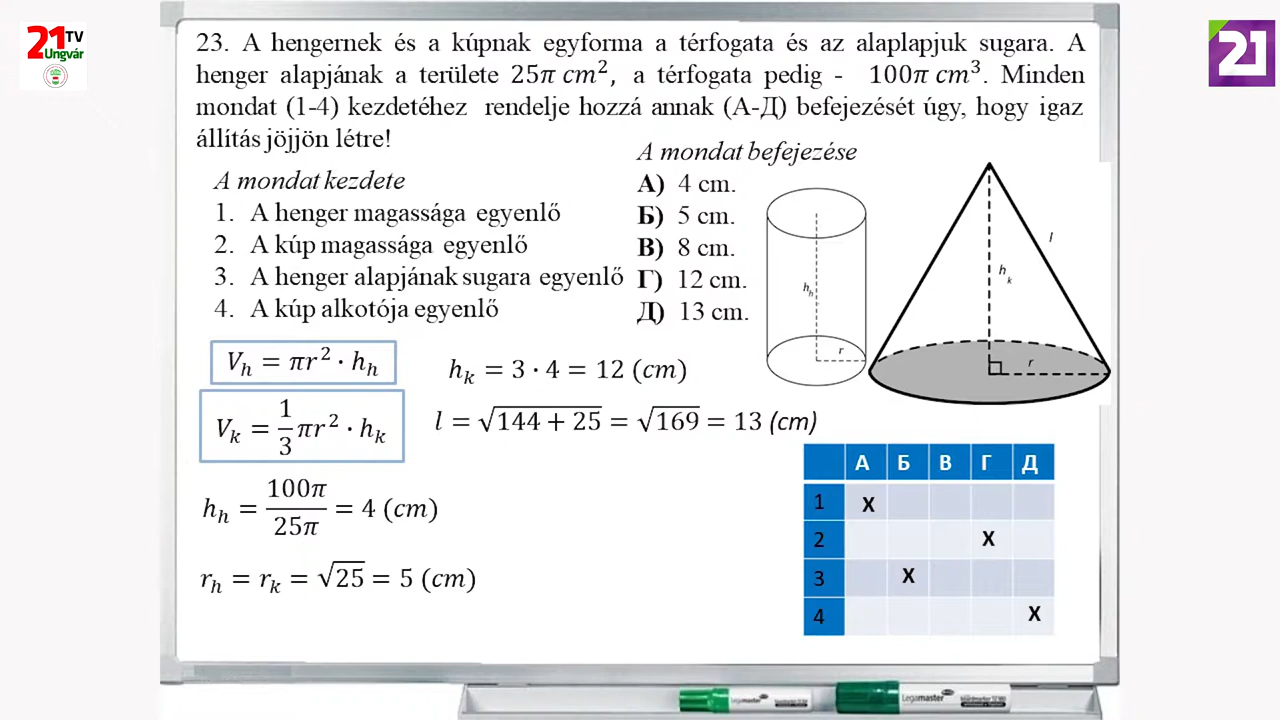 21 TV
Ungvár
21
23. A hengernek és a kúpnak egyforma a térfogata és az alaplapjuk sugara. A
henger alapjának a területe 25π cm², a térfogata pedig - 100π cm³. Minden
mondat (1-4) kezdetéhez rendelje hozzá annak (А-Д) befejezését úgy, hogy igaz
állítás jöjjön létre!
A mondat kezdete
1. A henger magassága egyenlő
2. A kúp magassága egyenlő
3. A henger alapjának sugara egyenlő
4. A kúp alkotója egyenlő
A mondat befejezése
А) 4 cm.
Б) 5 cm.
В) 8 cm.
Г) 12 cm.
Д) 13 cm.
h_h
r
l
h_k
r
V_h = πr² · h_h
V_k = 1/3 πr² · h_k
h_h = 100π/25π = 4 (cm)
r_h = r_k = √25 = 5 (cm)
h_k = 3 · 4 = 12 (cm)
l = √144 + 25 = √169 = 13 (cm)
А Б В Г Д
1 X
2 X
3 X
4 X
Legamaster
Legamaster